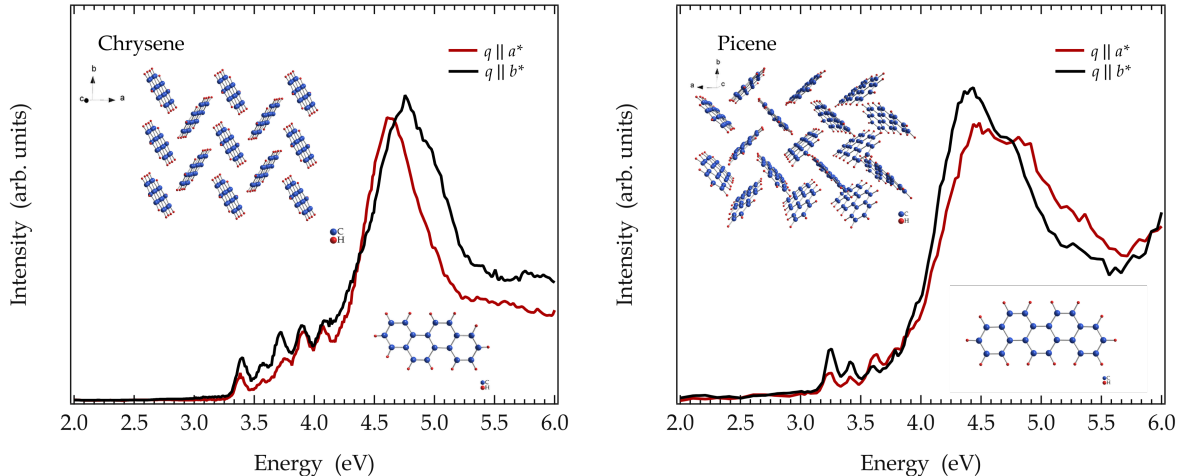 Chrysene
q || a*
q || b*
b
c
a
C
H
C
H
Intensity (arb. units)
2.0 2.5 3.0 3.5 4.0 4.5 5.0 5.5 6.0
Energy (eV)
Picene
q || a*
q || b*
b
a
c
C
H
C
H
Intensity (arb. units)
2.0 2.5 3.0 3.5 4.0 4.5 5.0 5.5 6.0
Energy (eV)